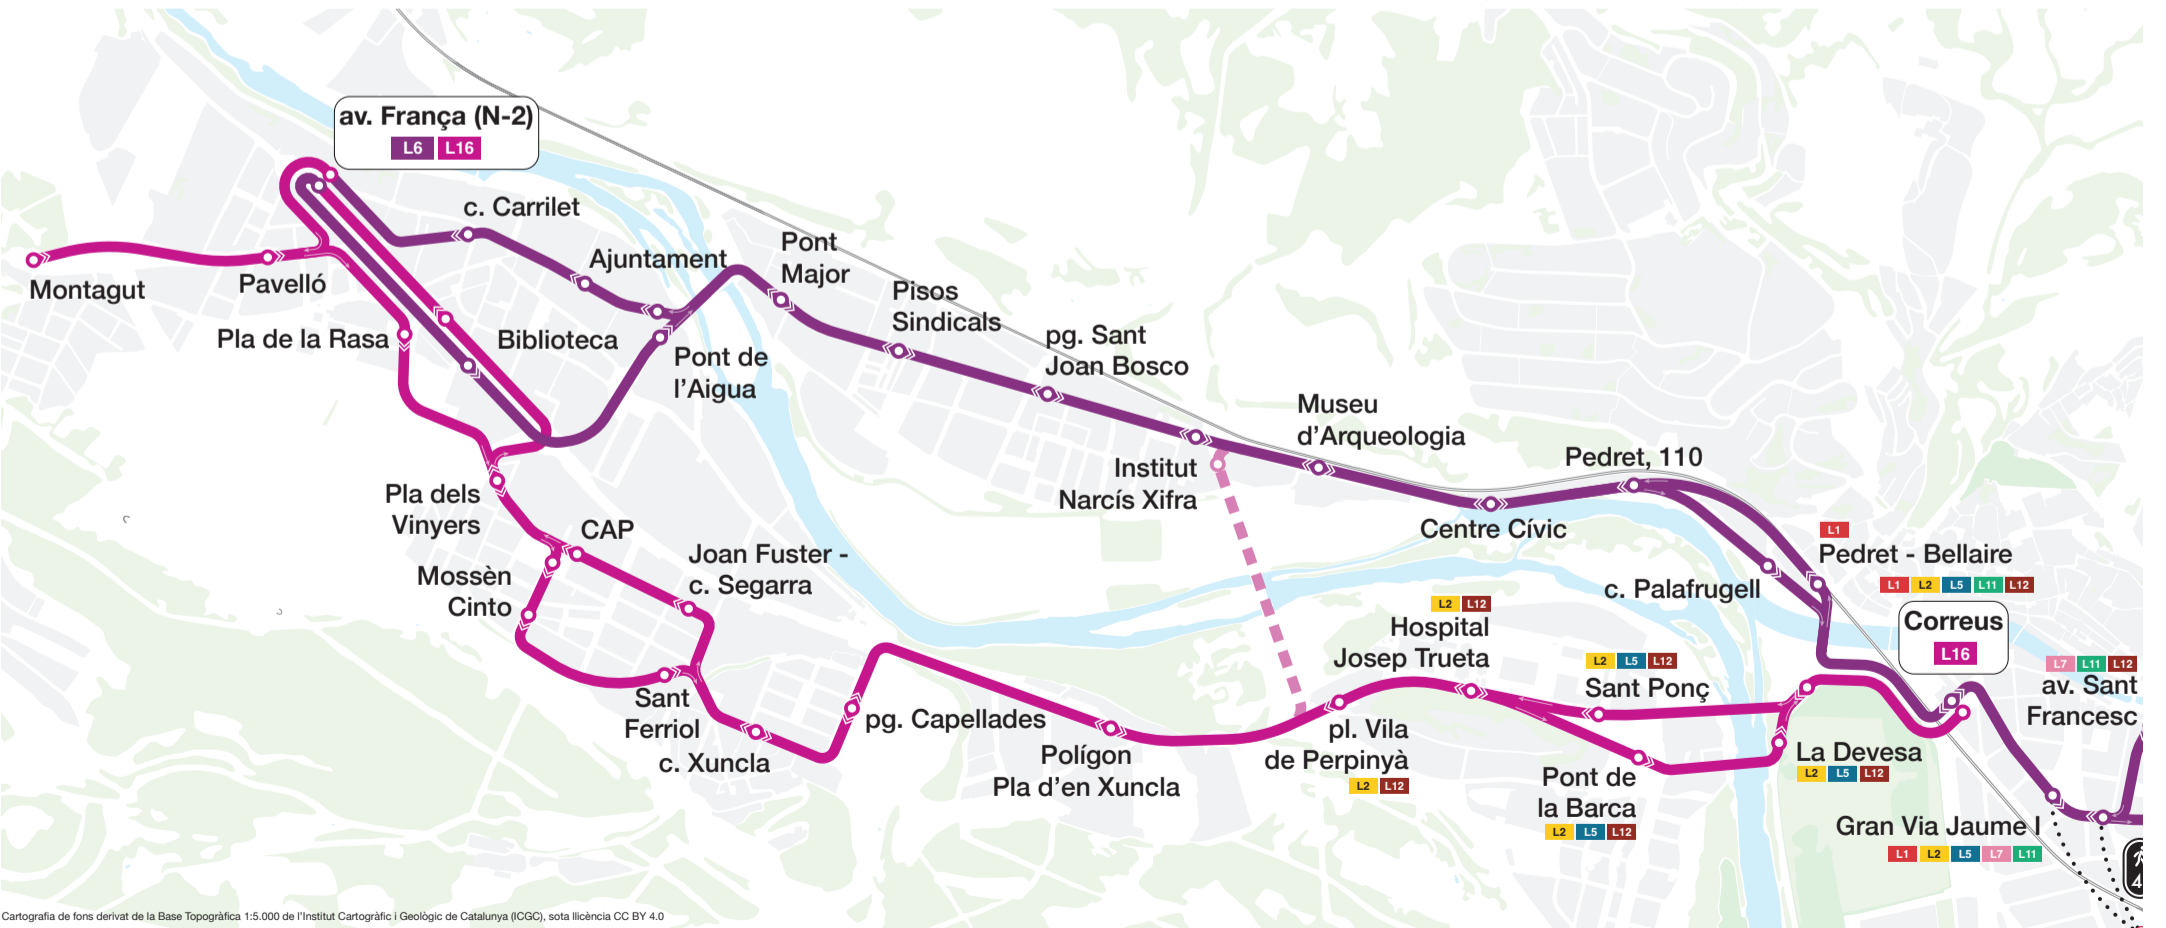 av. França (N-2)
L6 L16
c. Carrilet
Ajuntament
Pont
Major
Pisos
Sindicals
pg. Sant
Joan Bosco
Montagut
Pavelló
Pla de la Rasa
Biblioteca
Pont de
l'Aigua
Museu
d'Arqueologia
Institut
Narcís Xifra
Pedret, 110
Centre Cívic
L1
Pedret - Bellaire
L1 L2 L5 L11 L12
c. Palafrugell
Correus
L16
Pla dels
Vinyers
CAP
Joan Fuster -
c. Segarra
Mossèn
Cinto
L2 L12
Hospital
Josep Trueta
L2 L5 L12
Sant Ponç
L7 L11 L12
av. Sant
Francesc
Sant
Ferriol
c. Xuncla
pg. Capellades
Polígon
Pla d'en Xuncla
pl. Vila
de Perpinyà
L2 L12
Pont de
la Barca
L2 L5 L12
La Devesa
L2 L5 L12
Gran Via Jaume I
L1 L2 L5 L7 L11
4
Cartografia de fons derivat de la Base Topogràfica 1:5.000 de l'Institut Cartogràfic i Geològic de Catalunya (ICGC), sota llicència CC BY 4.0